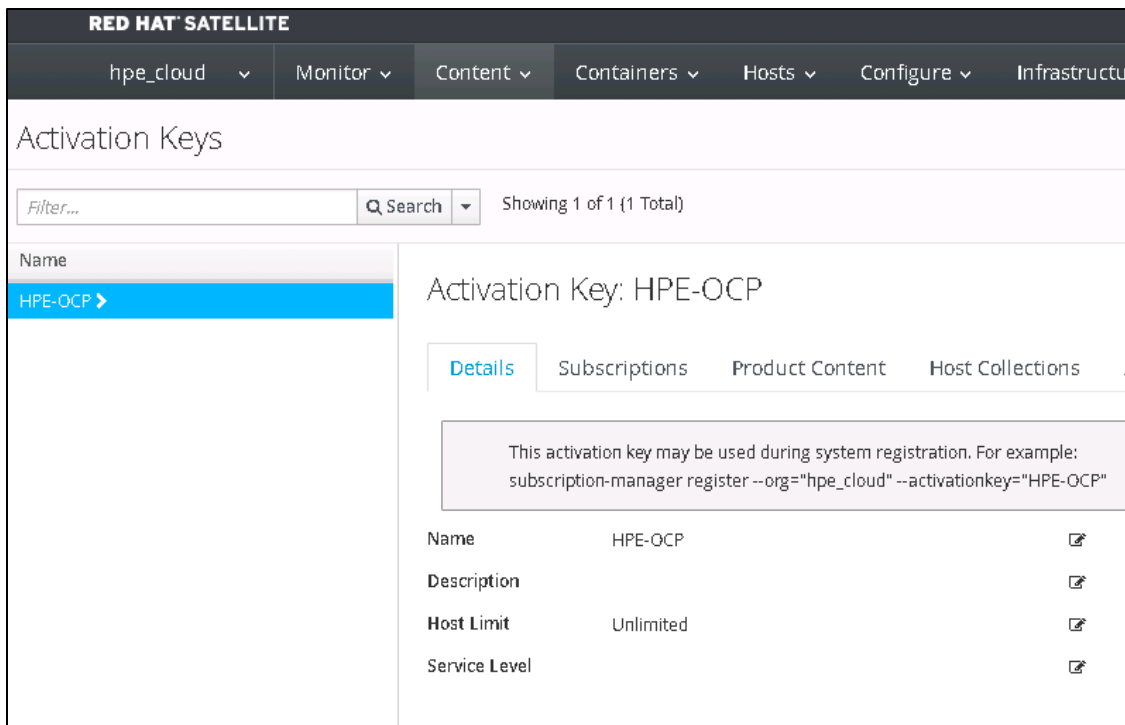 RED HAT SATELLITE
hpe_cloud Monitor Content Containers Hosts Configure
Activation Keys
Filter... Search Showing 1 of 1 (1 Total)
Name
HPE-OCP
Activation Key: HPE-OCP
Details Subscriptions Product Content Host Collections
This activation key may be used during system registration. For example:
subscription-manager register --org="hpe_cloud" --activationkey="HPE-OCP"
Name HPE-OCP
Description
Host Limit Unlimited
Service Level